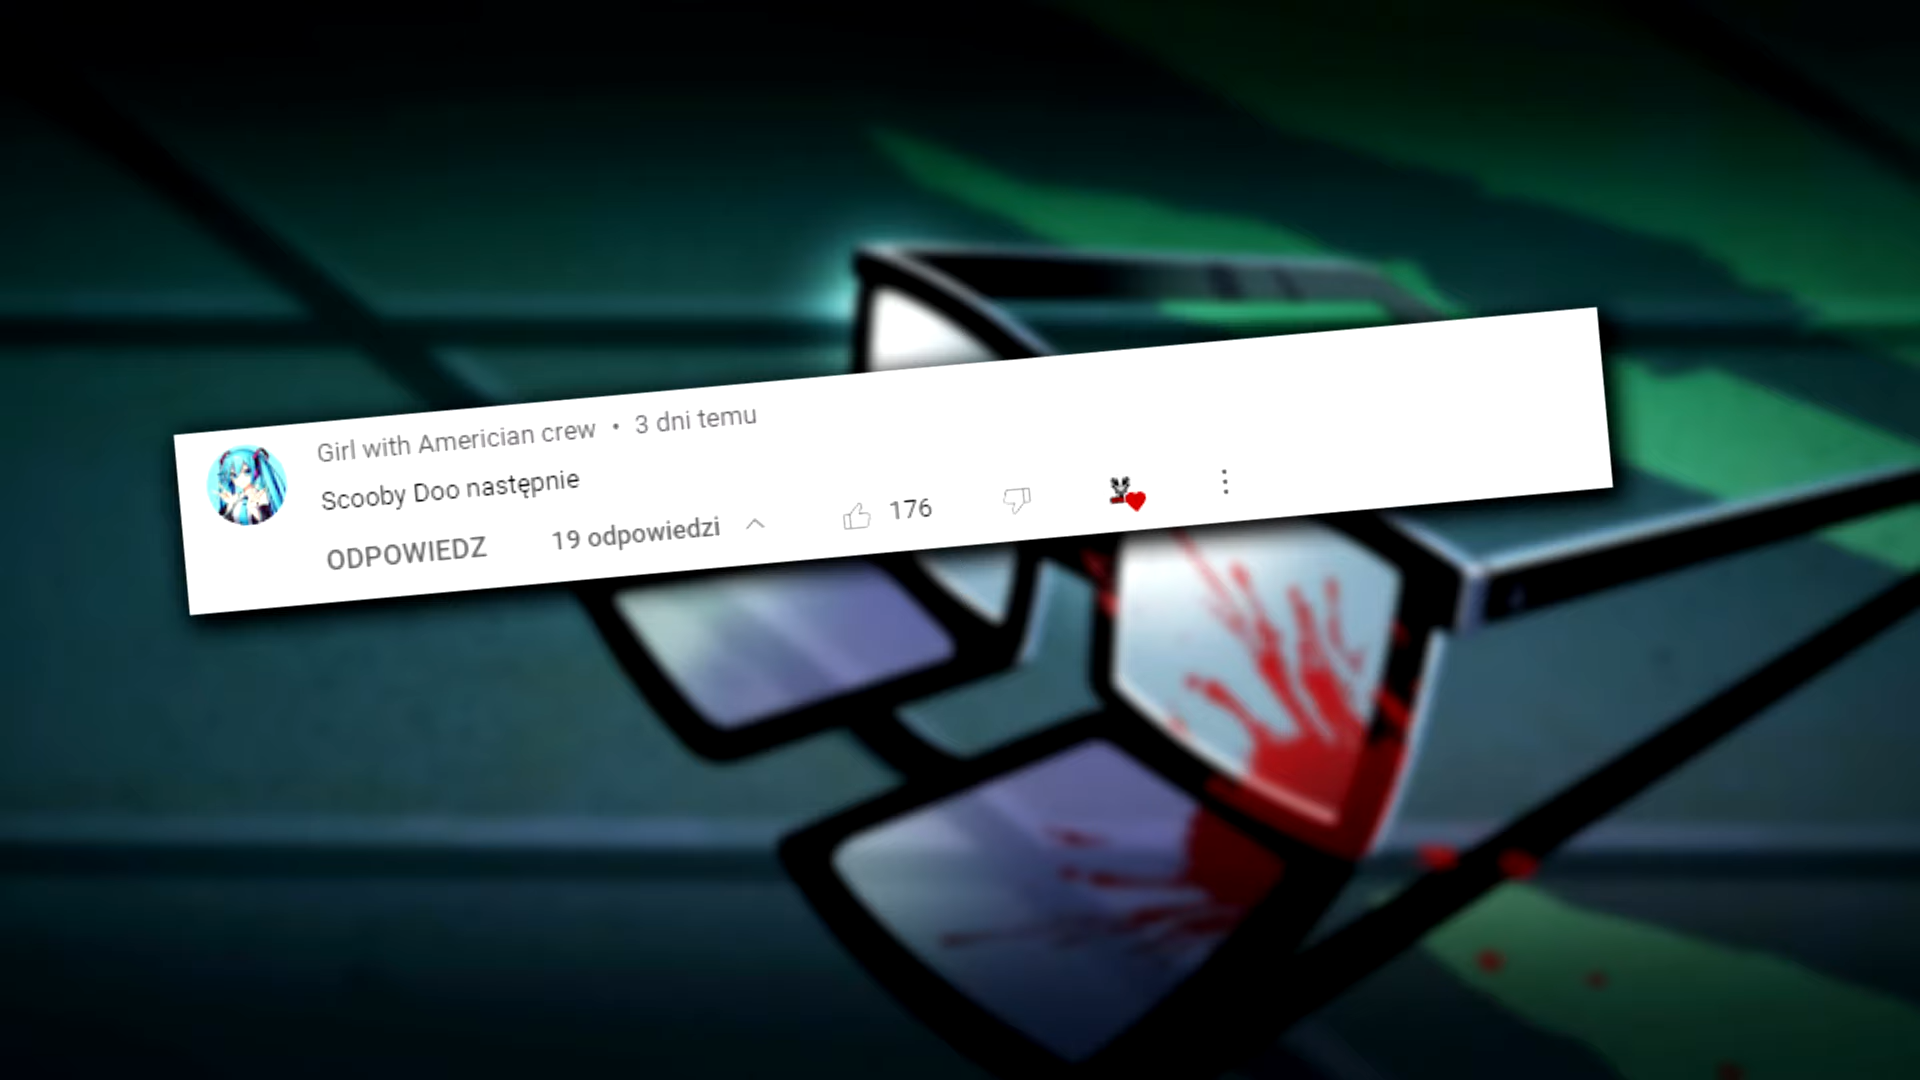 Girl with Americian crew • 3 dni temu
Scooby Doo następnie
ODPOWIEDZ 19 odpowiedzi 176